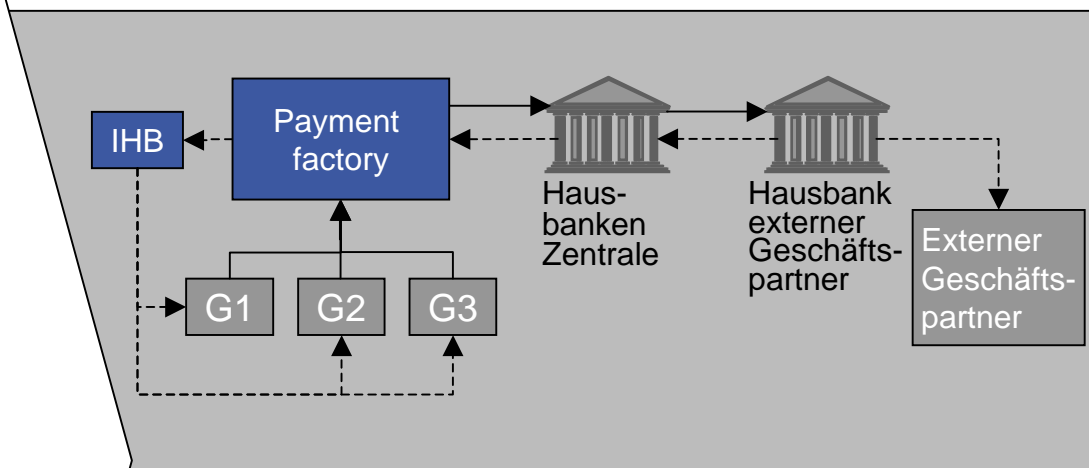 Payment
factory
IHB
Haus-
banken
Zentrale
Hausbank
externer
Geschäfts-
partner
Externer
Geschäfts-
partner
G1
G2
G3